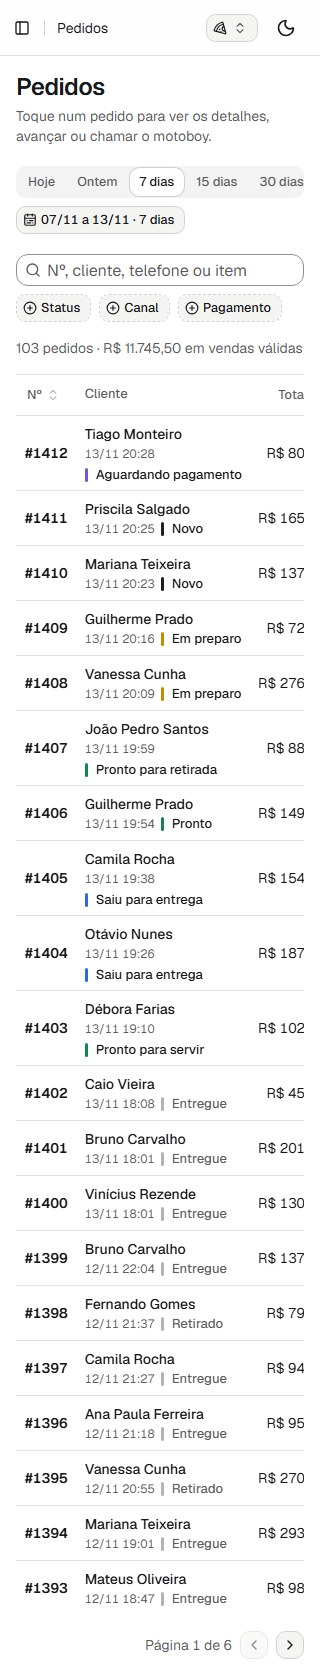 Pedidos
Pedidos
Toque num pedido para ver os detalhes,
avançar ou chamar o motoboy.
Hoje Ontem 7 dias 15 dias 30 dias
07/11 a 13/11 · 7 dias
Nº, cliente, telefone ou item
Status Canal Pagamento
103 pedidos · R$ 11.745,50 em vendas válidas
Nº Cliente Tota
Tiago Monteiro
#1412 13/11 20:28 R$ 80
Aguardando pagamento
Priscila Salgado
#1411 13/11 20:25 Novo R$ 165
Mariana Teixeira
#1410 13/11 20:23 Novo R$ 137
Guilherme Prado
#1409 13/11 20:16 Em preparo R$ 72
Vanessa Cunha
#1408 13/11 20:09 Em preparo R$ 276
João Pedro Santos
#1407 13/11 19:59 R$ 88
Pronto para retirada
Guilherme Prado
#1406 13/11 19:54 Pronto R$ 149
Camila Rocha
#1405 13/11 19:38 R$ 154
Saiu para entrega
Otávio Nunes
#1404 13/11 19:26 R$ 187
Saiu para entrega
Débora Farias
#1403 13/11 19:10 R$ 102
Pronto para servir
Caio Vieira
#1402 13/11 18:08 Entregue R$ 45
Bruno Carvalho
#1401 13/11 18:01 Entregue R$ 201
Vinícius Rezende
#1400 13/11 18:01 Entregue R$ 130
Bruno Carvalho
#1399 12/11 22:04 Entregue R$ 137
Fernando Gomes
#1398 12/11 21:37 Retirado R$ 79
Camila Rocha
#1397 12/11 21:27 Entregue R$ 94
Ana Paula Ferreira
#1396 12/11 21:18 Entregue R$ 95
Vanessa Cunha
#1395 12/11 20:55 Retirado R$ 270
Mariana Teixeira
#1394 12/11 19:01 Entregue R$ 293
Mateus Oliveira
#1393 12/11 18:47 Entregue R$ 98
Página 1 de 6